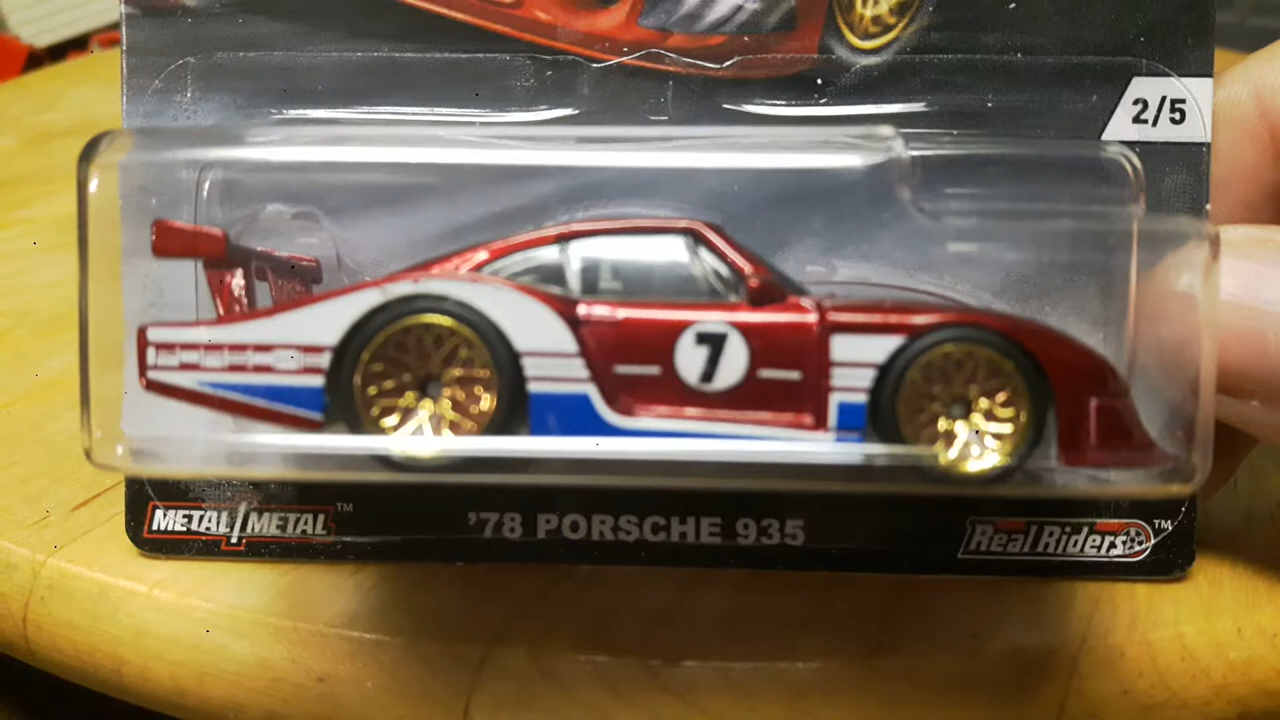 2/5
7
METAL/METAL™
'78 PORSCHE 935
Real Riders™